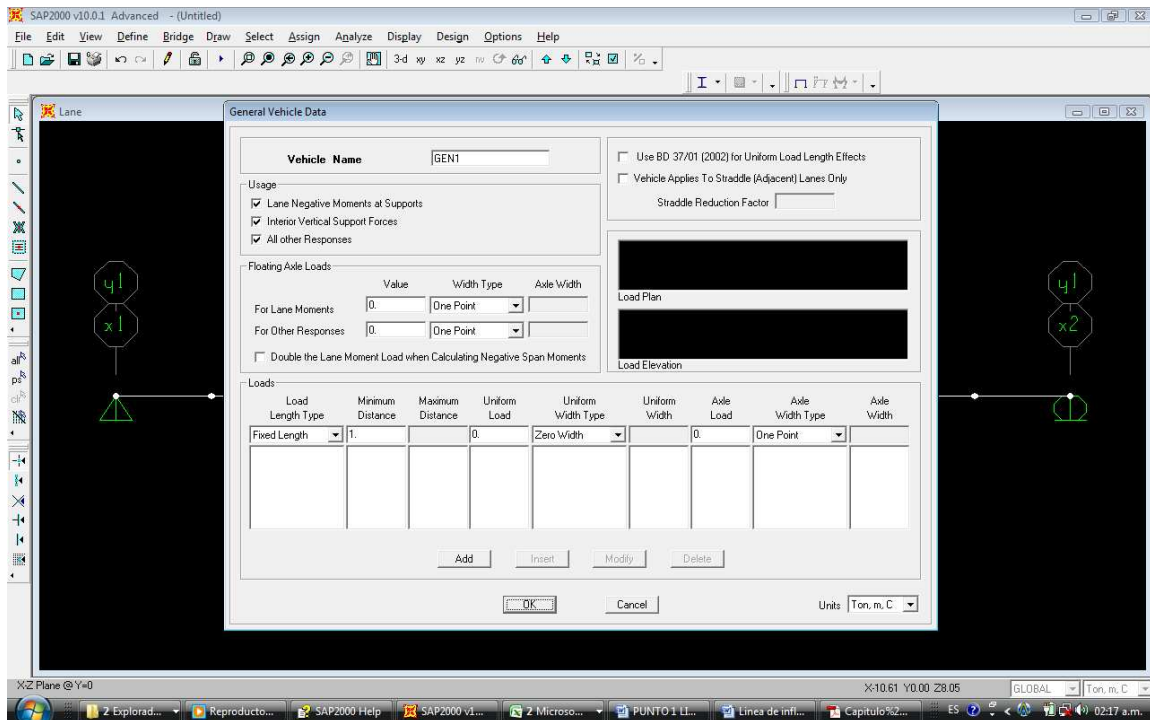 SAP2000 v10.0.1 Advanced - (Untitled)
File Edit View Define Bridge Draw Select Assign Analyze Display Design Options Help
3-d xy xz yz nv
Lane
General Vehicle Data
Vehicle Name GEN1
Use BD 37/01 (2002) for Uniform Load Length Effects
Vehicle Applies To Straddle (Adjacent) Lanes Only
Straddle Reduction Factor
Usage
Lane Negative Moments at Supports
Interior Vertical Support Forces
All other Responses
Floating Axle Loads
Value Width Type Axle Width
For Lane Moments 0. One Point
For Other Responses 0. One Point
Double the Lane Moment Load when Calculating Negative Span Moments
Load Plan
Load Elevation
Loads
Load Length Type Minimum Distance Maximum Distance Uniform Load Uniform Width Type Uniform Width Axle Load Axle Width Type Axle Width
Fixed Length 1. 0. Zero Width 0. One Point
Add Insert Modify Delete
OK Cancel Units Ton, m, C
y1
x1
y1
x2
all
ps
clr
X-Z Plane @ Y=0 X-10.61 Y0.00 Z8.05 GLOBAL Ton, m, C
2 Explorad... Reproducto... SAP2000 Help SAP2000 v1... 2 Microso... PUNTO 1 LI... Linea de infl... Capitulo%2... ES 02:17 a.m.